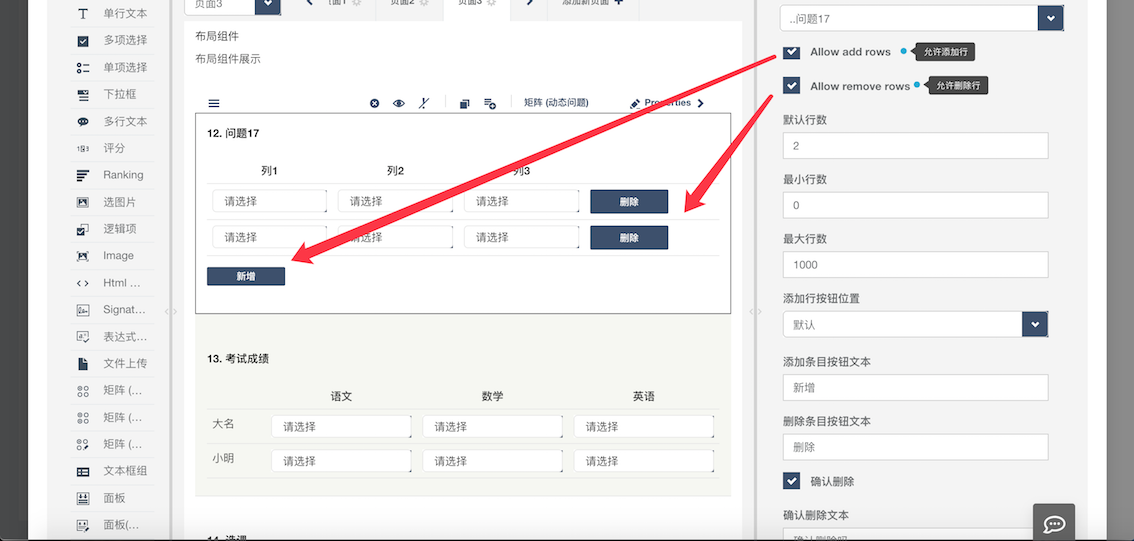 单行文本
多项选择
单项选择
下拉框
多行文本
评分
Ranking
选图片
逻辑项
Image
Html ...
Signat...
表达式...
文件上传
矩阵 (...
矩阵 (...
矩阵 (...
文本框组
面板
面板(...
页面3
页面2
页面3
添加新页面
布局组件
布局组件展示
矩阵 (动态问题)
Properties
12. 问题17
列1 列2 列3
请选择 请选择 请选择 删除
请选择 请选择 请选择 删除
新增
13. 考试成绩
语文 数学 英语
大名 请选择 请选择 请选择
小明 请选择 请选择 请选择
..问题17
Allow add rows 允许添加行
Allow remove rows 允许删除行
默认行数
2
最小行数
0
最大行数
1000
添加行按钮位置
默认
添加条目按钮文本
新增
删除条目按钮文本
删除
确认删除
确认删除文本